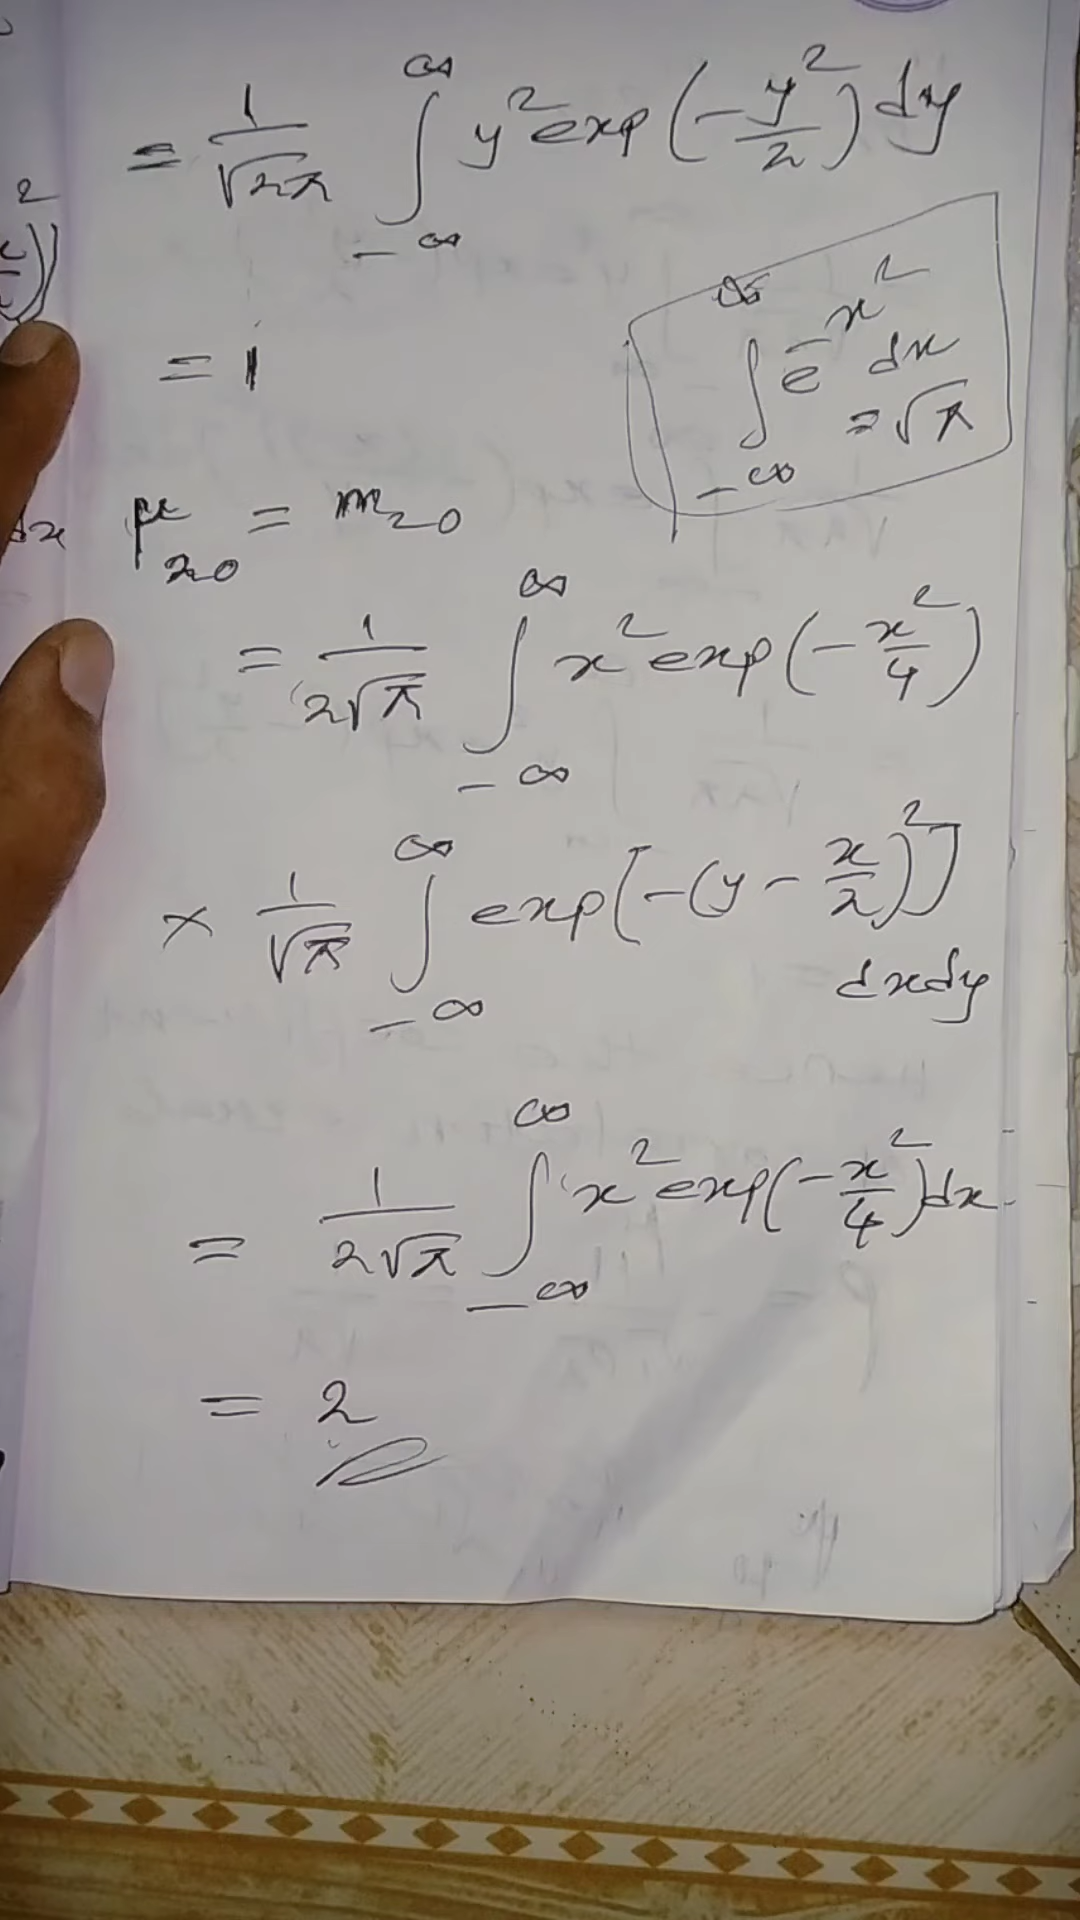 = 1/√2π ∫_{-∞}^{∞} y² exp(-y²/2) dy
= 1
∫_{-∞}^{∞} e^{-x²} dx
= √π
μ₂₀ = m₂₀
= 1/2√π ∫_{-∞}^{∞} x² exp(-x²/4)
× 1/√π ∫_{-∞}^{∞} exp[-(y - x/2)²]
dxdy
= 1/2√π ∫_{-∞}^{∞} x² exp(-x²/4) dx
= 2
dx